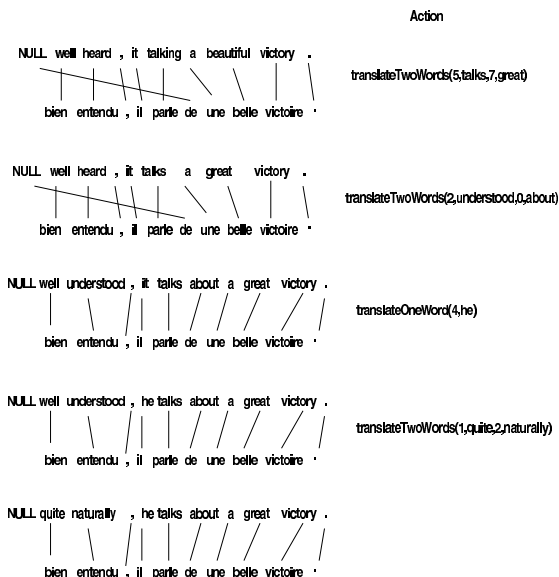 Action
NULL well heard , it talking a beautiful victory .
translateTwoWords(5,talks,7,great)
bien entendu , il parle de une belle victoire .
NULL well heard , it talks a great victory .
translateTwoWords(2,understood,0,about)
bien entendu , il parle de une belle victoire .
NULL well understood , it talks about a great victory .
translateOneWord(4,he)
bien entendu , il parle de une belle victoire .
NULL well understood , he talks about a great victory .
translateTwoWords(1,quite,2,naturally)
bien entendu , il parle de une belle victoire .
NULL quite naturally , he talks about a great victory .
bien entendu , il parle de une belle victoire .